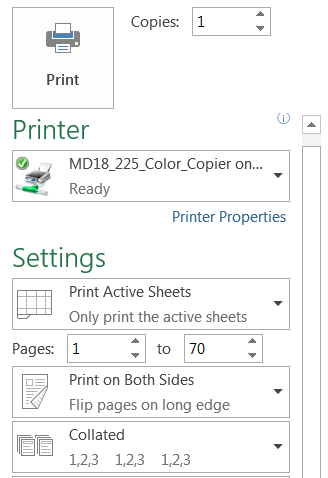 Copies: 1
Print
Printer
MD18_225_Color_Copier on...
Ready
Printer Properties
Settings
Print Active Sheets
Only print the active sheets
Pages: 1 to 70
Print on Both Sides
Flip pages on long edge
Collated
1,2,3 1,2,3 1,2,3